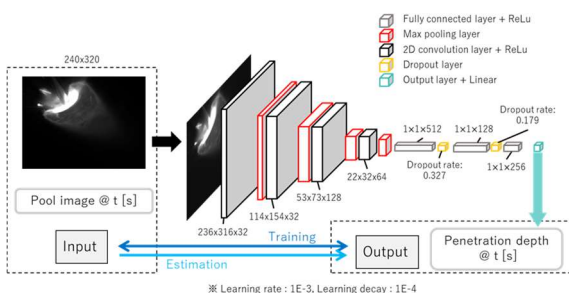 Fully connected layer + ReLu
Max pooling layer
2D convolution layer + ReLu
Dropout layer
Output layer + Linear
240x320
Pool image @ t [s]
Input
236x316x32
114x154x32
53x73x128
22x32x64
1×1×512
Dropout rate:
0.327
1×1×128
Dropout rate:
0.179
1×1×256
Training
Estimation
Output
Penetration depth
@ t [s]
※ Learning rate : 1E-3, Learning decay : 1E-4